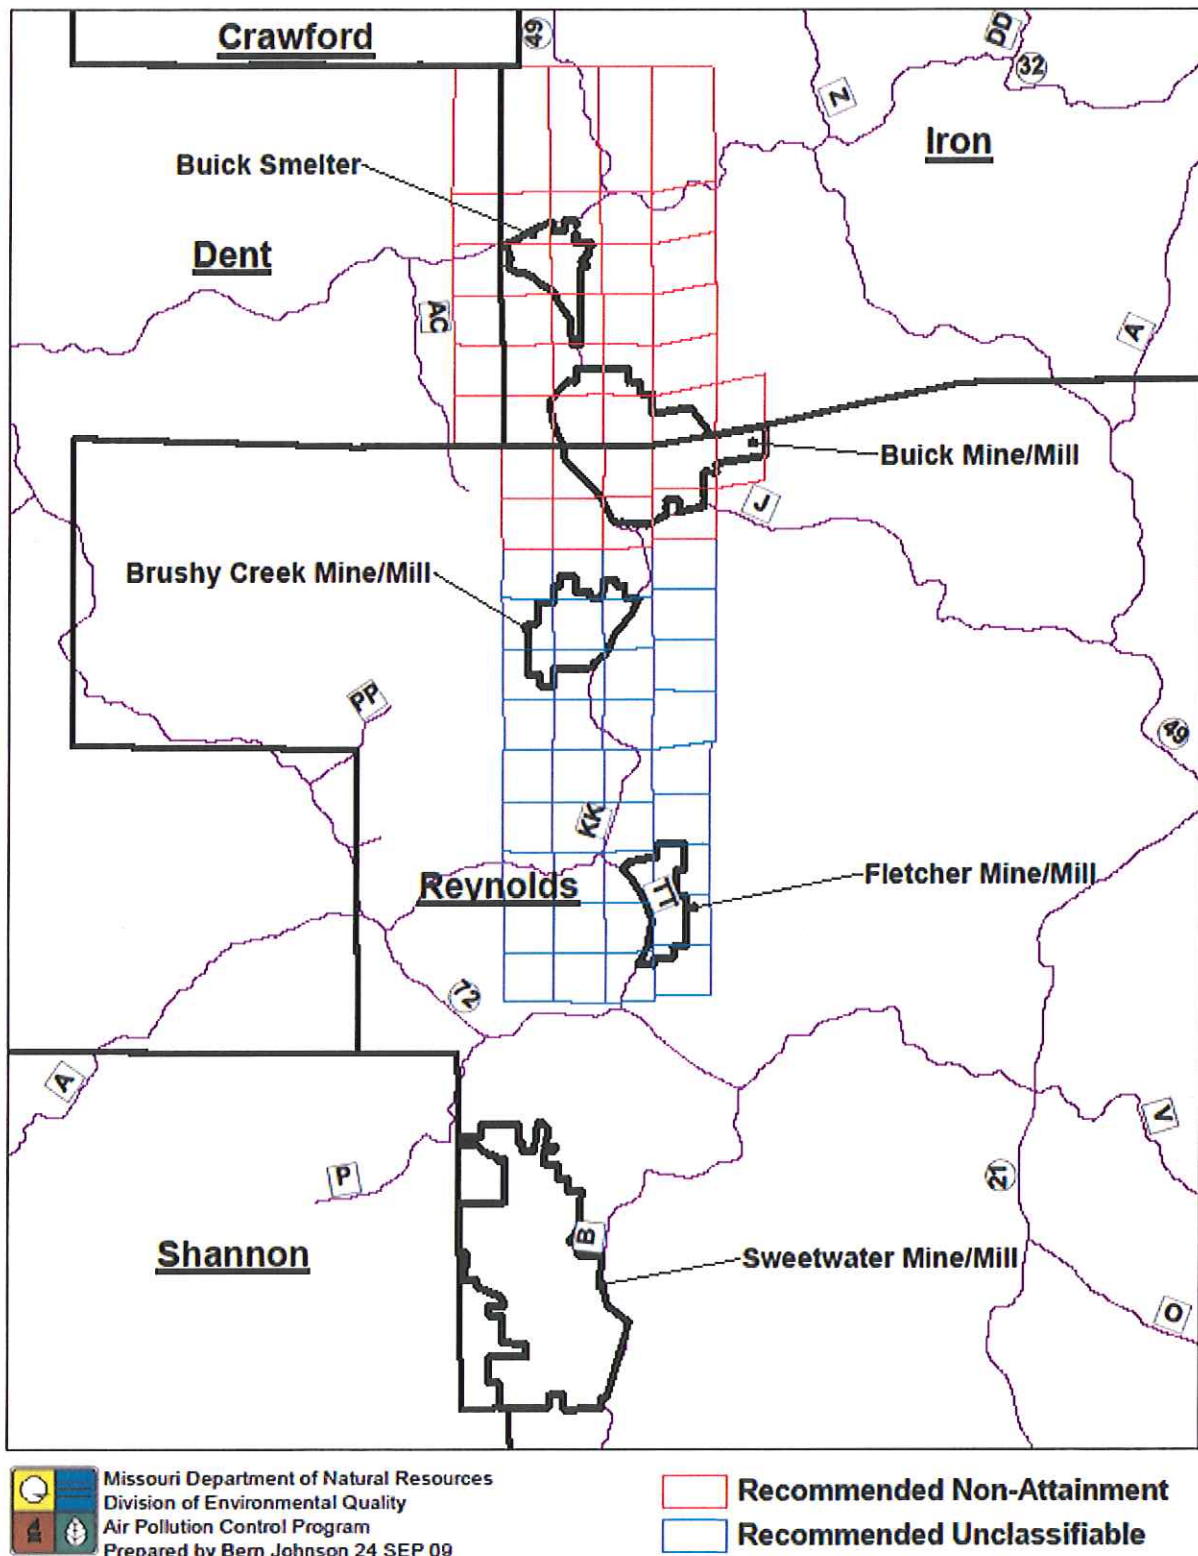 Crawford
49
DD
32
Z
Iron
Buick Smelter
Dent
AC
A
Buick Mine/Mill
J
Brushy Creek Mine/Mill
PP
49
KK
Reynolds
TT
Fletcher Mine/Mill
72
A
V
P
21
B
Shannon
Sweetwater Mine/Mill
O
Missouri Department of Natural Resources
Division of Environmental Quality
Air Pollution Control Program
Prepared by Bern Johnson 24 SEP 09
Recommended Non-Attainment
Recommended Unclassifiable